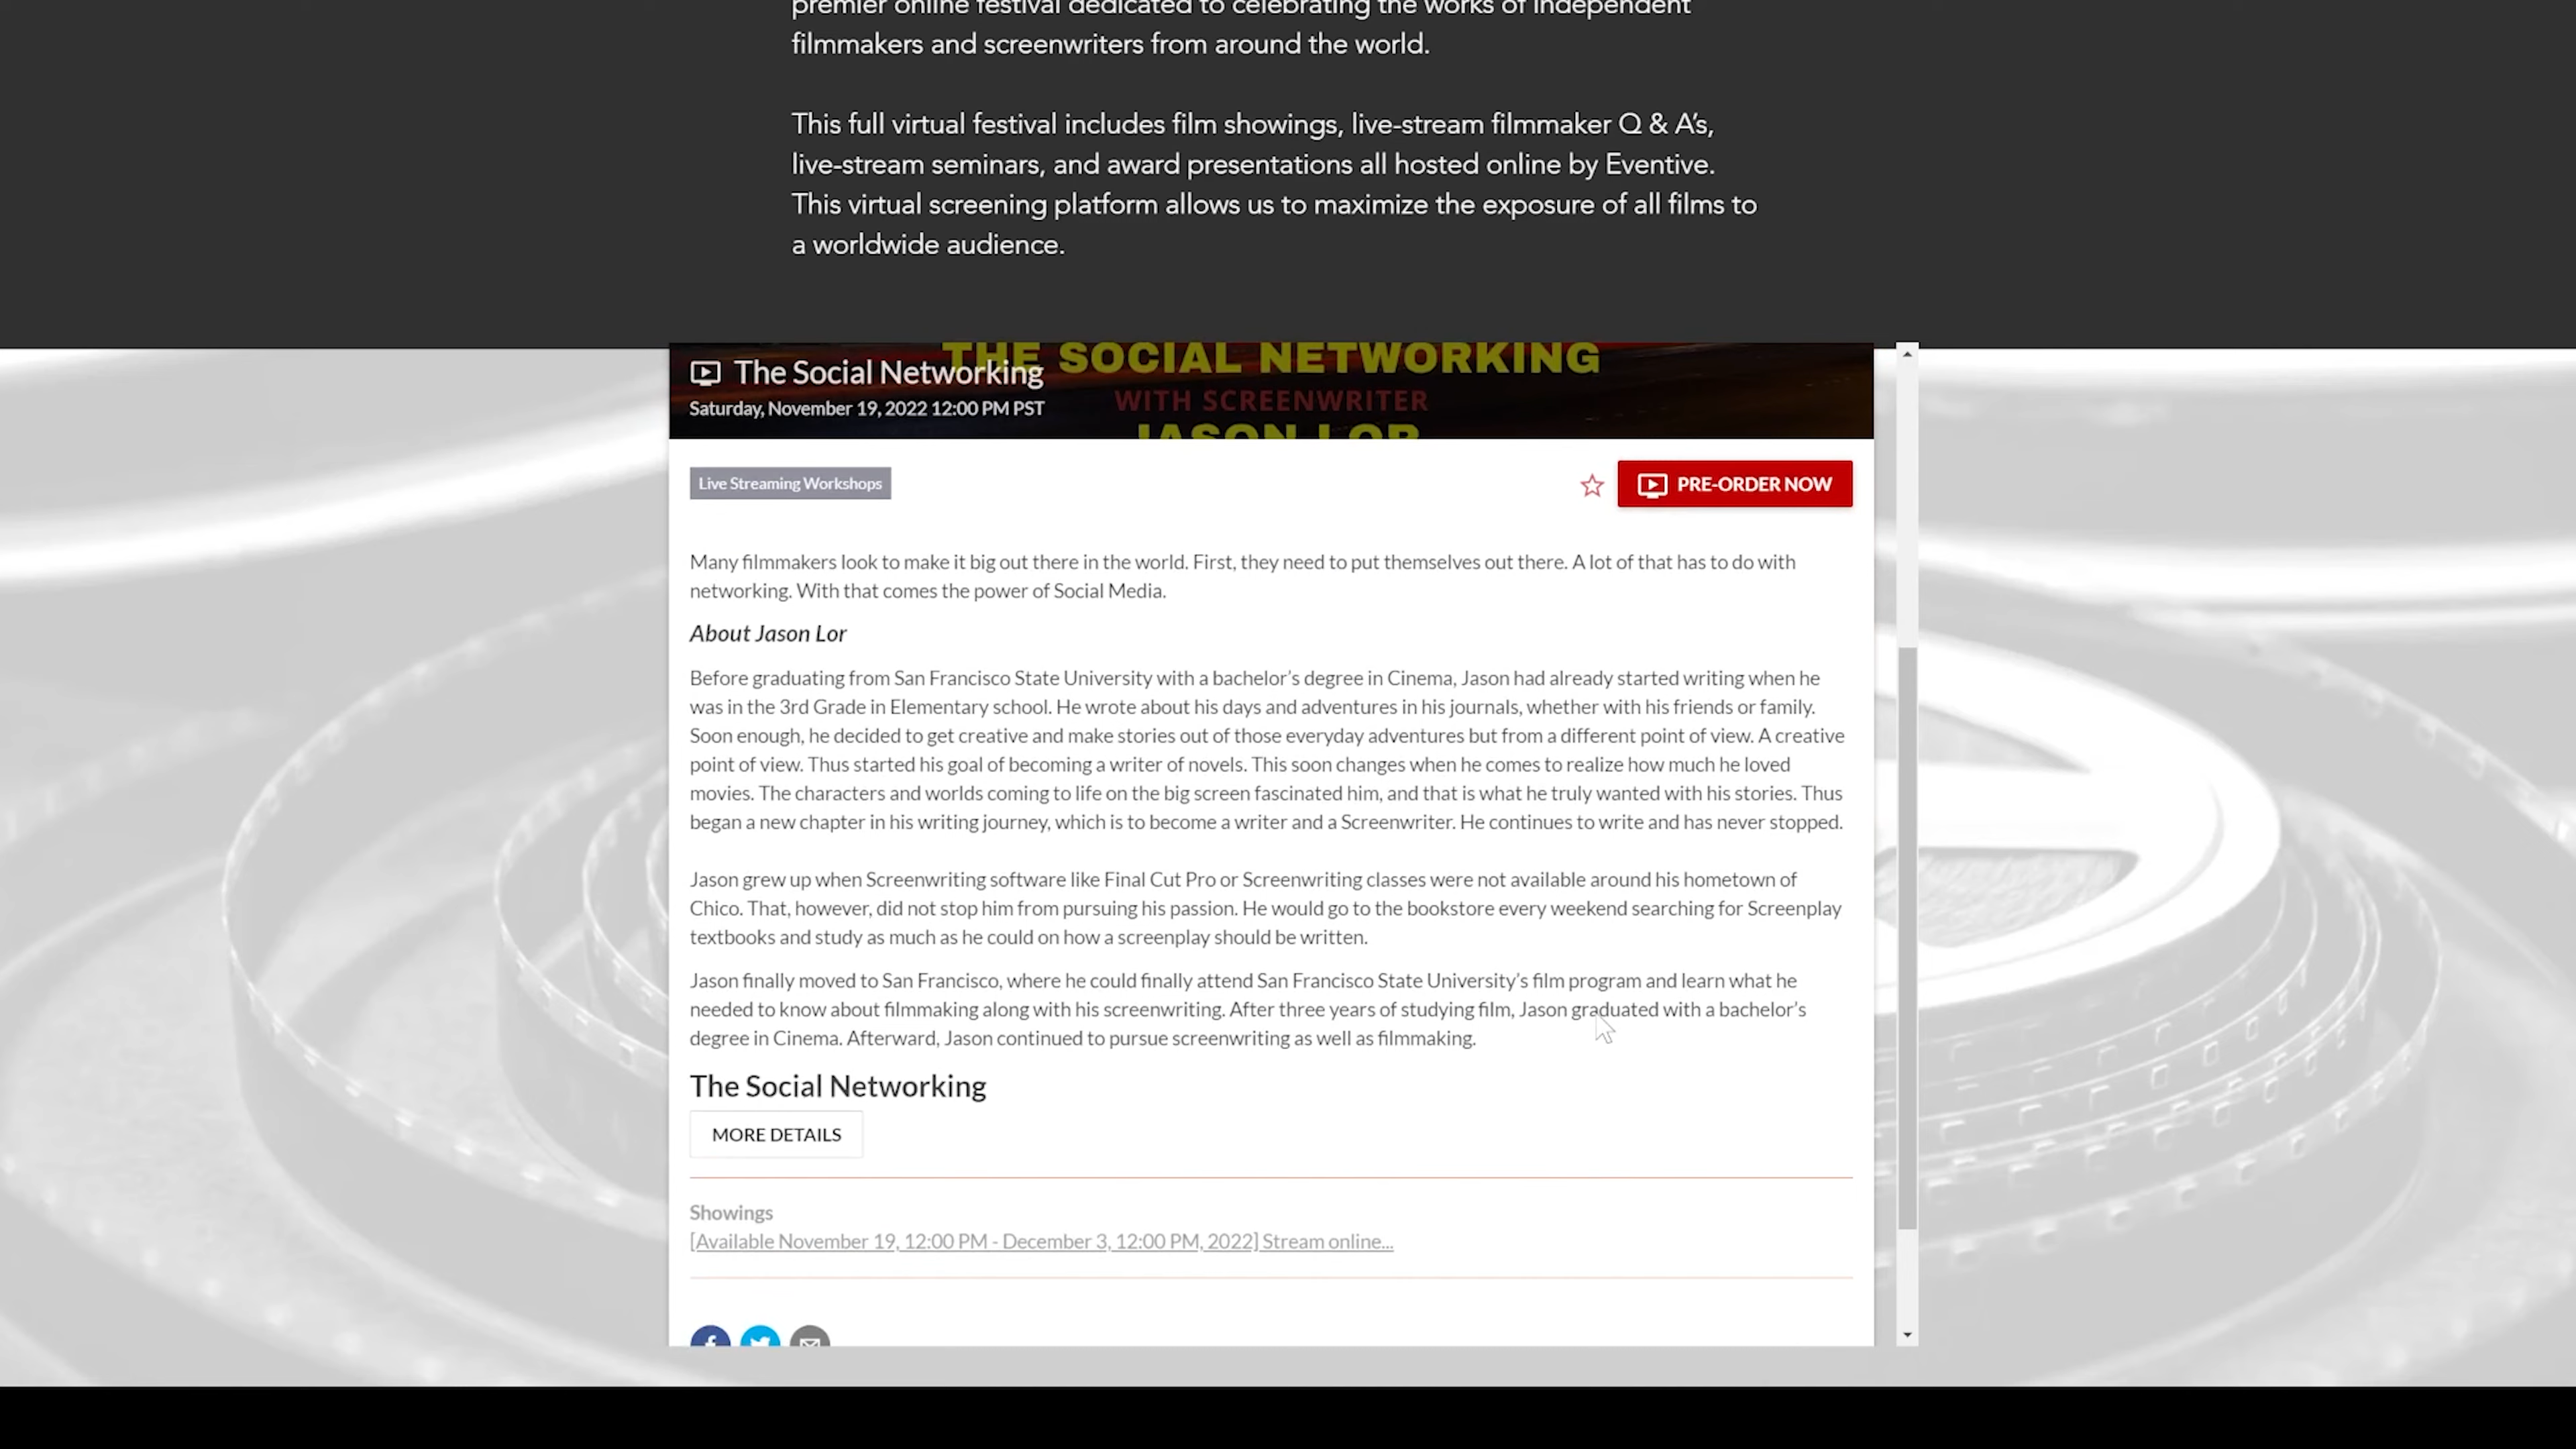 premier online festival dedicated to celebrating the works of independent
filmmakers and screenwriters from around the world.
This full virtual festival includes film showings, live-stream filmmaker Q & A's,
live-stream seminars, and award presentations all hosted online by Eventive.
This virtual screening platform allows us to maximize the exposure of all films to
a worldwide audience.
THE SOCIAL NETWORKING
The Social Networking
WITH SCREENWRITER
Saturday, November 19, 2022 12:00 PM PST
JASON LOR
Live Streaming Workshops
PRE-ORDER NOW
Many filmmakers look to make it big out there in the world. First, they need to put themselves out there. A lot of that has to do with
networking. With that comes the power of Social Media.
About Jason Lor
Before graduating from San Francisco State University with a bachelor's degree in Cinema, Jason had already started writing when he
was in the 3rd Grade in Elementary school. He wrote about his days and adventures in his journals, whether with his friends or family.
Soon enough, he decided to get creative and make stories out of those everyday adventures but from a different point of view. A creative
point of view. Thus started his goal of becoming a writer of novels. This soon changes when he comes to realize how much he loved
movies. The characters and worlds coming to life on the big screen fascinated him, and that is what he truly wanted with his stories. Thus
began a new chapter in his writing journey, which is to become a writer and a Screenwriter. He continues to write and has never stopped.
Jason grew up when Screenwriting software like Final Cut Pro or Screenwriting classes were not available around his hometown of
Chico. That, however, did not stop him from pursuing his passion. He would go to the bookstore every weekend searching for Screenplay
textbooks and study as much as he could on how a screenplay should be written.
Jason finally moved to San Francisco, where he could finally attend San Francisco State University's film program and learn what he
needed to know about filmmaking along with his screenwriting. After three years of studying film, Jason graduated with a bachelor's
degree in Cinema. Afterward, Jason continued to pursue screenwriting as well as filmmaking.
The Social Networking
MORE DETAILS
Showings
[Available November 19, 12:00 PM - December 3, 12:00 PM, 2022] Stream online...